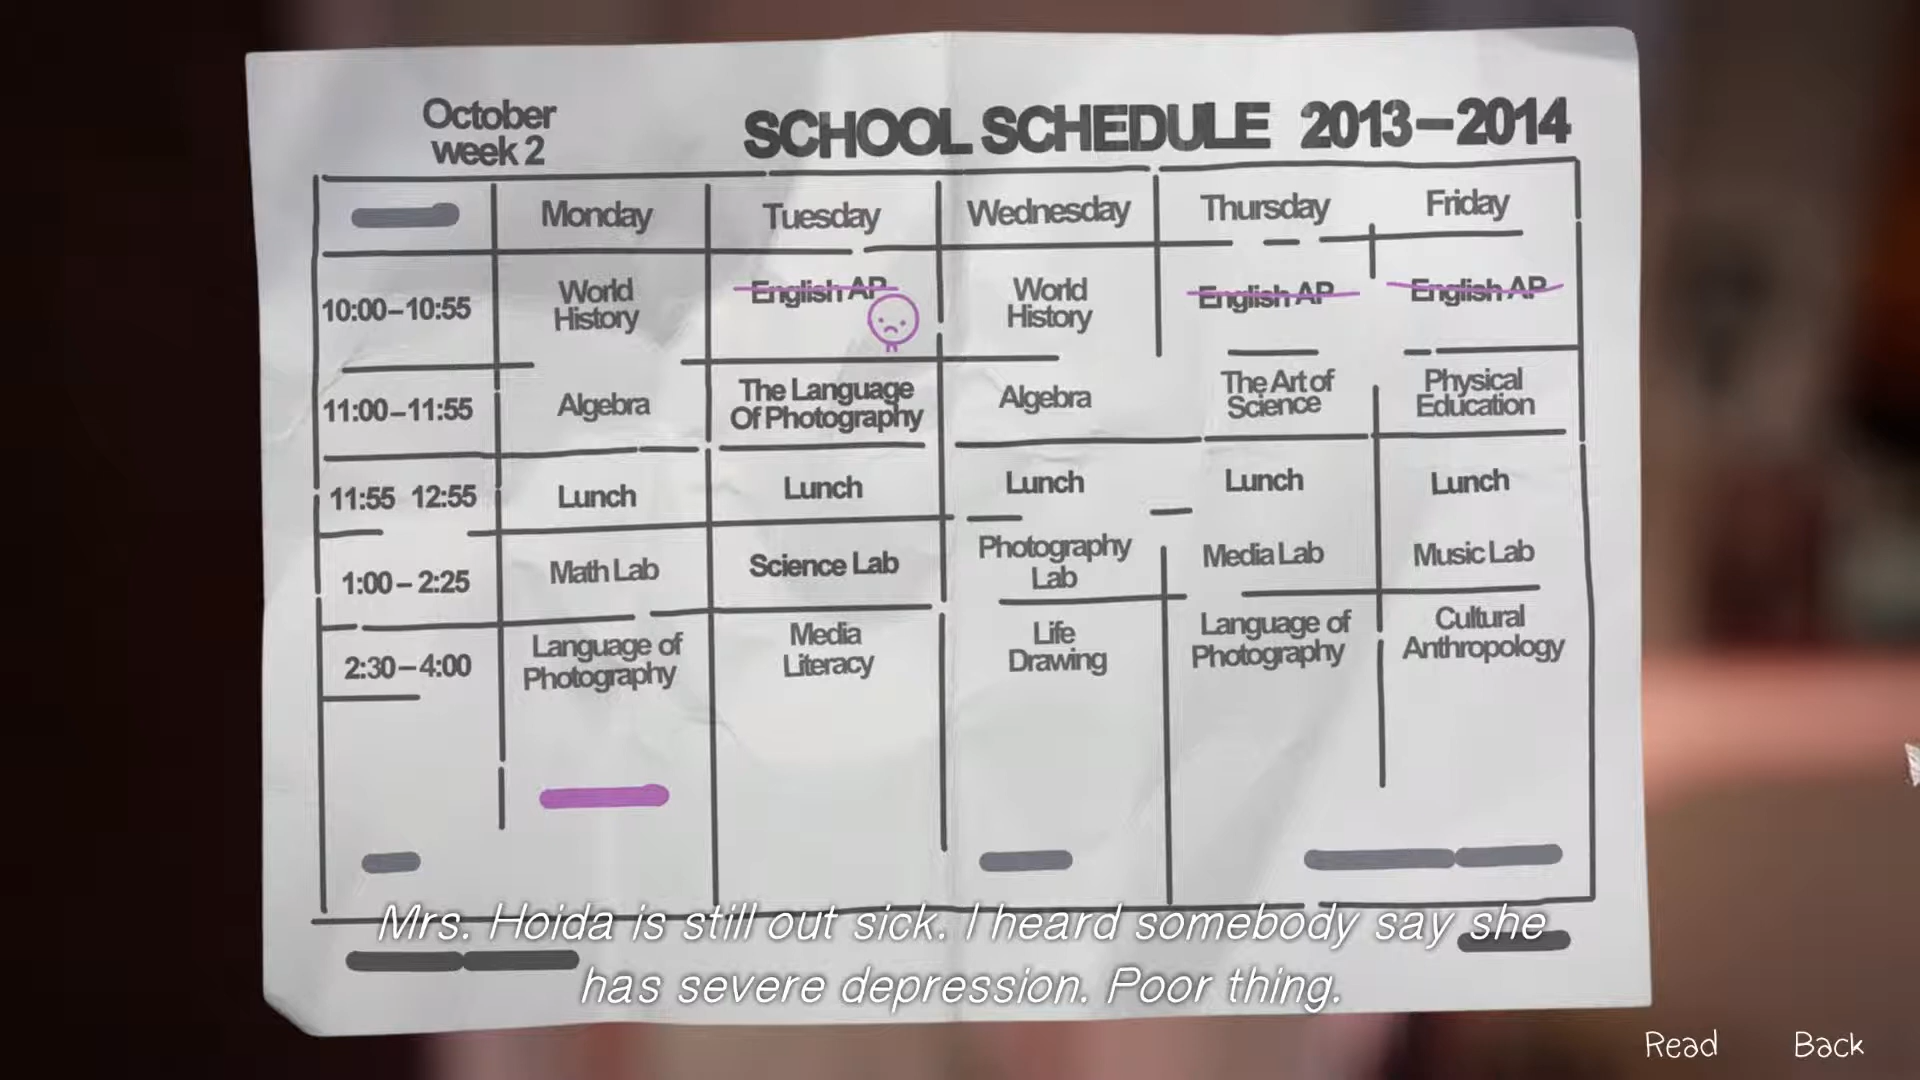 October
week 2
SCHOOL SCHEDULE 2013–2014
Monday
Tuesday
Wednesday
Thursday
Friday
10:00–10:55
World
History
English AP
World
History
English AP
English AP
11:00–11:55
Algebra
The Language
Of Photography
Algebra
The Art of
Science
Physical
Education
11:55 12:55
Lunch
Lunch
Lunch
Lunch
Lunch
1:00–2:25
Math Lab
Science Lab
Photography
Lab
Media Lab
Music Lab
2:30–4:00
Language of
Photography
Media
Literacy
Life
Drawing
Language of
Photography
Cultural
Anthropology
Mrs. Hoida is still out sick. I heard somebody say she
has severe depression. Poor thing.
Read
Back